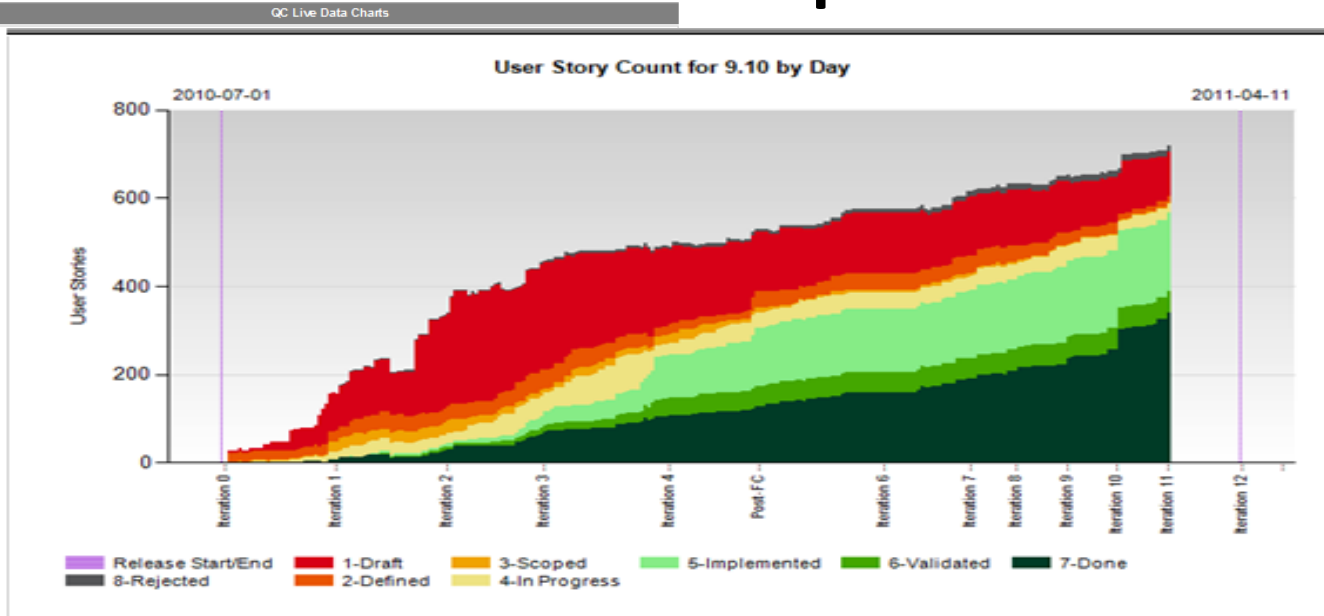 QC Live Data Charts
User Story Count for 9.10 by Day
2010-07-01
2011-04-11
800
600
400
200
0
User Stories
Iteration 0
Iteration 1
Iteration 2
Iteration 3
Iteration 4
Post-FC
Iteration 6
Iteration 7
Iteration 8
Iteration 9
Iteration 10
Iteration 11
Iteration 12
Release Start/End 1-Draft 3-Scoped 5-Implemented 6-Validated 7-Done
8-Rejected 2-Defined 4-In Progress